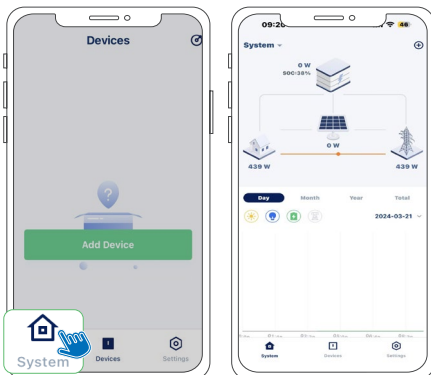 Devices
Add Device
System
Devices
Settings
09:26
46
System
0 W
SOC:38%
0 W
439 W
439 W
Day
Month
Year
Total
2024-03-21
System
Devices
Settings